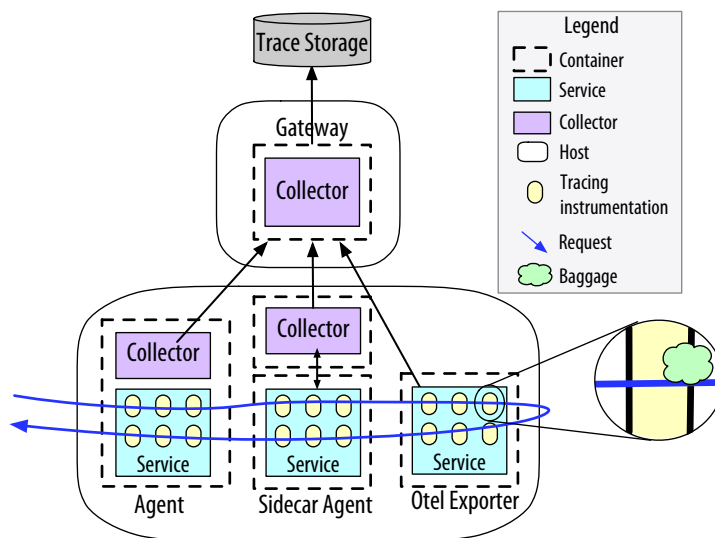 Trace Storage
Gateway
Collector
Collector
Collector
Service
Service
Service
Agent
Sidecar Agent
Otel Exporter
Legend
Container
Service
Collector
Host
Tracing
instrumentation
Request
Baggage